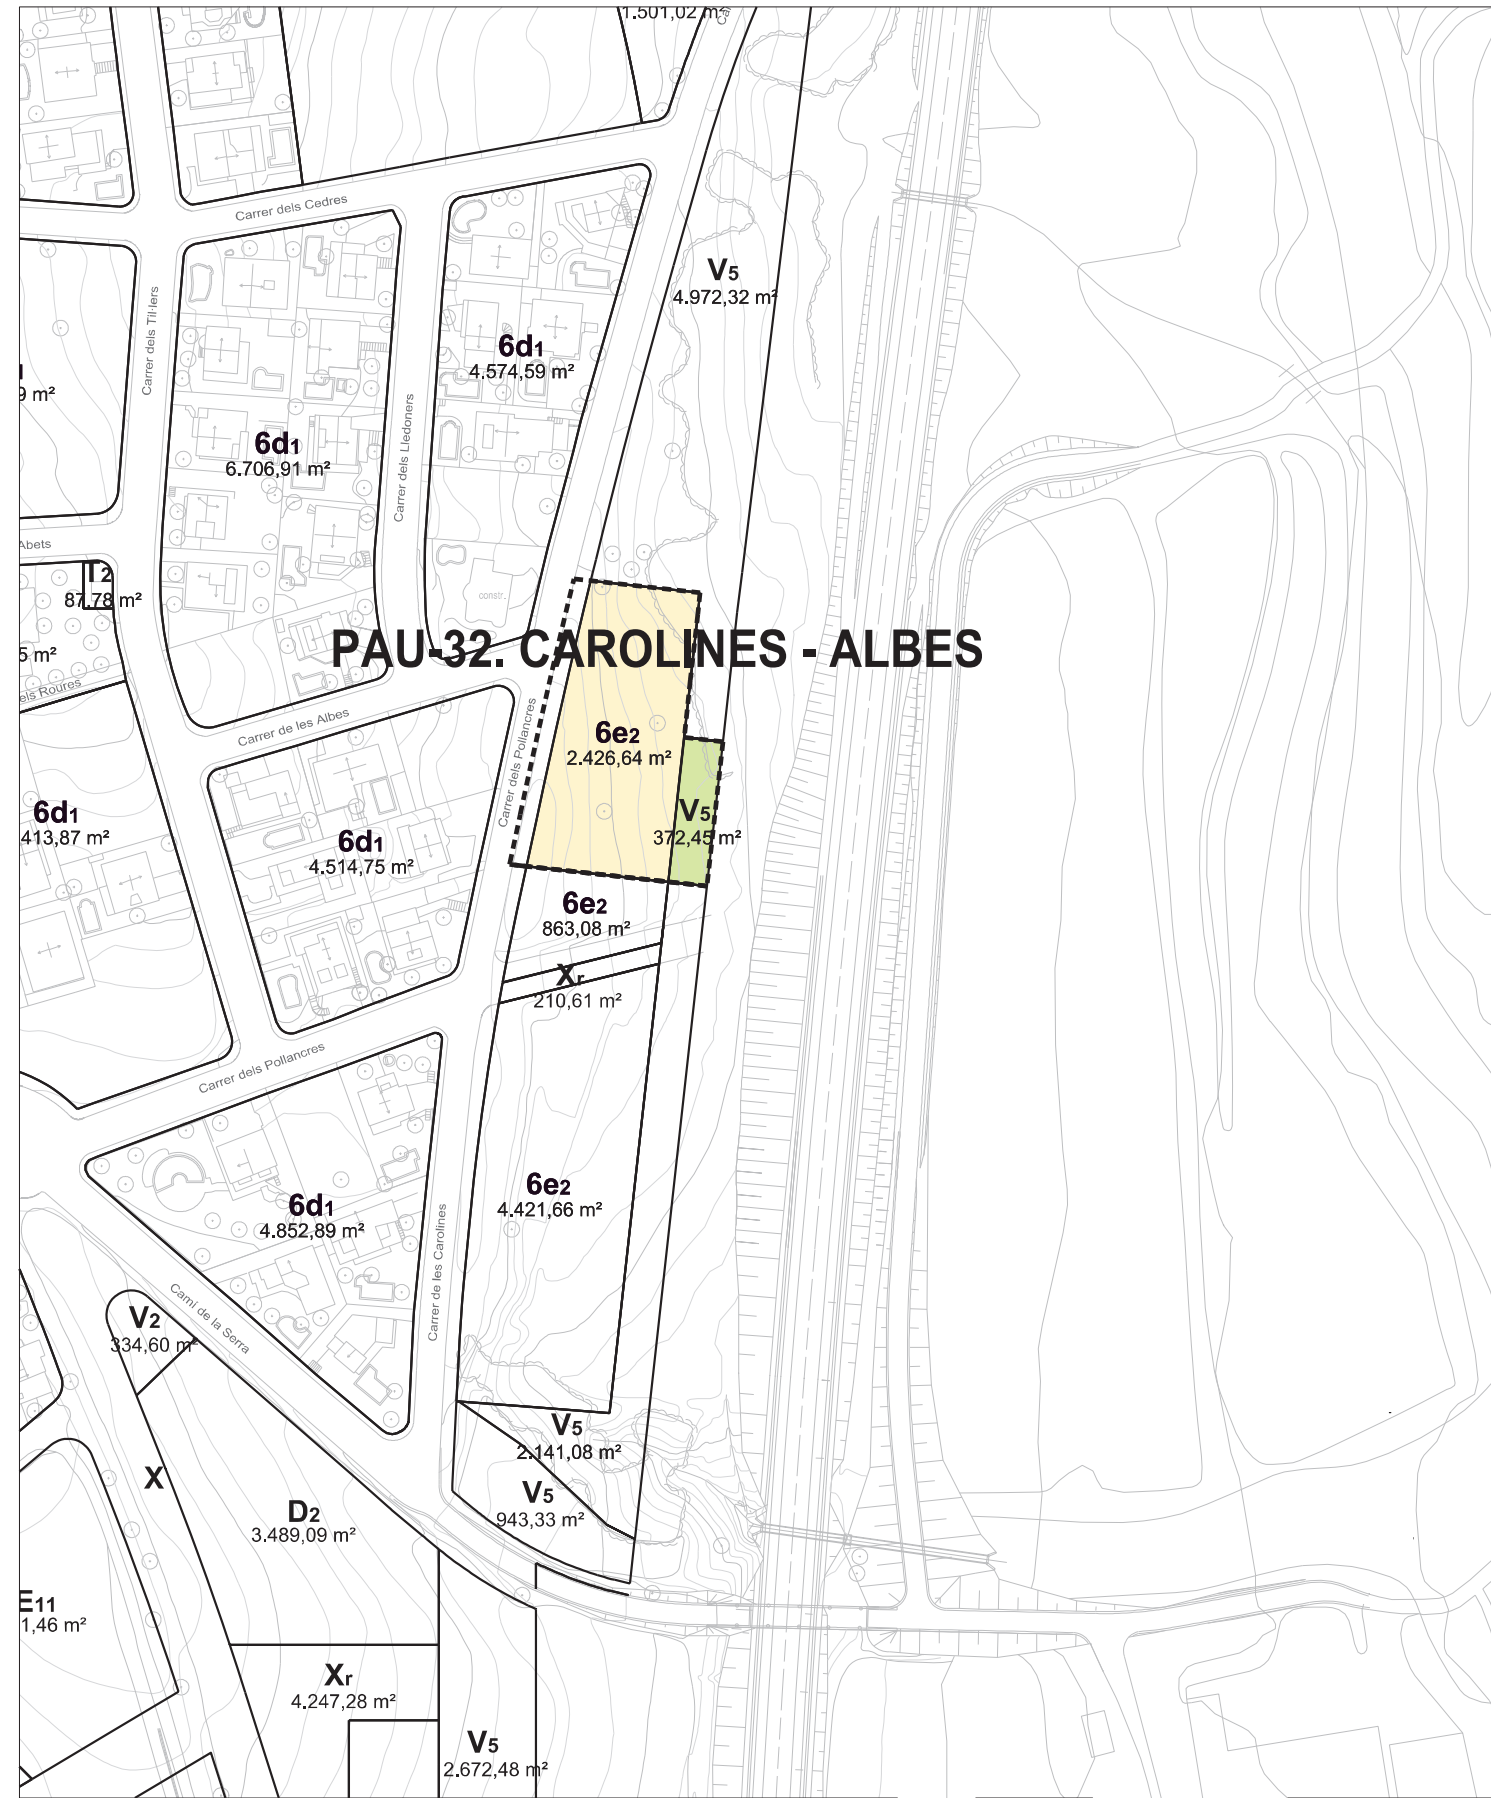 1.501,02 m²
Carrer dels Cedres
V5
4.972,32 m²
Carrer dels Til·lers
6d1
4.574,59 m²
9 m²
Carrer dels Lledoners
6d1
6.706,91 m²
Abets
T2
87.78 m²
constr.
5 m²
PAU-32. CAROLINES - ALBES
els Roures
Carrer de les Albes
Carrer dels Pollancres
6e2
2.426,64 m²
6d1
413,87 m²
V5
372,45 m²
6d1
4.514,75 m²
6e2
863,08 m²
Xr
210,61 m²
Carrer dels Pollancres
6e2
4.421,66 m²
6d1
4.852,89 m²
Carrer de les Carolines
Camí de la Serra
V2
334,60 m²
V5
2.141,08 m²
X
V5
943,33 m²
D2
3.489,09 m²
E11
1,46 m²
Xr
4.247,28 m²
V5
2.672,48 m²